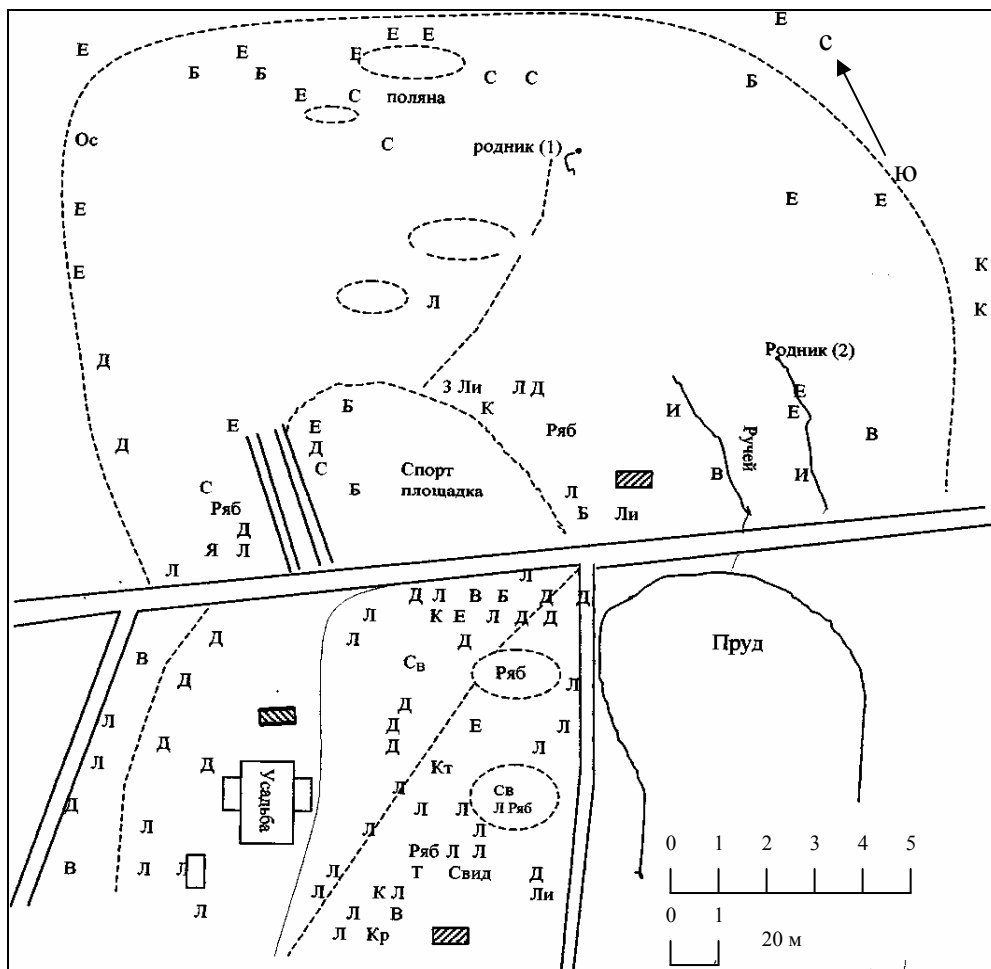 Е
Е Е С
Е Е Е
Б Б С С Б
Е С поляна
Ос С родник (1) Ю
Е Е Е
Е К
Л К
Д Родник (2)
З Ли Л Д Е
Б К И Е
Е Е Ряб В
Д Д Ручей
С Спорт В И
С Б площадка Л
Ряб Б Ли
Д
Я Л
Л Л
Д Л В Б Д Д
Л К Е Л Д Д
Д Л Д Пруд
В Св Ряб
Д Л
Д
Л Д Е Л
Д Д Л
Л Д Кт
Усадьба Л Св
Д Л Л Л Ряб
Л Л Л 0 1 2 3 4 5
Ряб Л Л
В Л Л Л Т Свид Д
Л К Л Ли
Л Л В 0 1
Л Кр 20 м